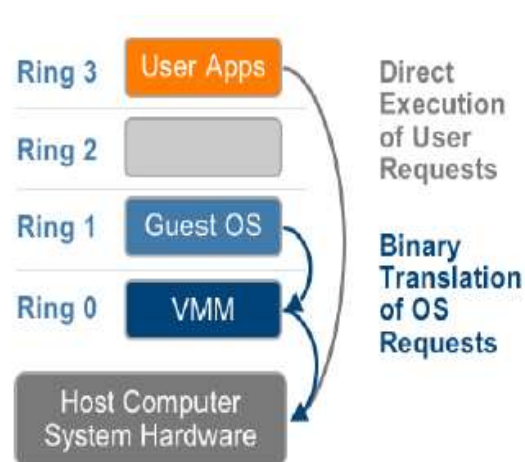 Ring 3
User Apps
Direct
Execution
of User
Requests
Ring 2
Ring 1
Guest OS
Binary
Translation
of OS
Requests
Ring 0
VMM
Host Computer
System Hardware